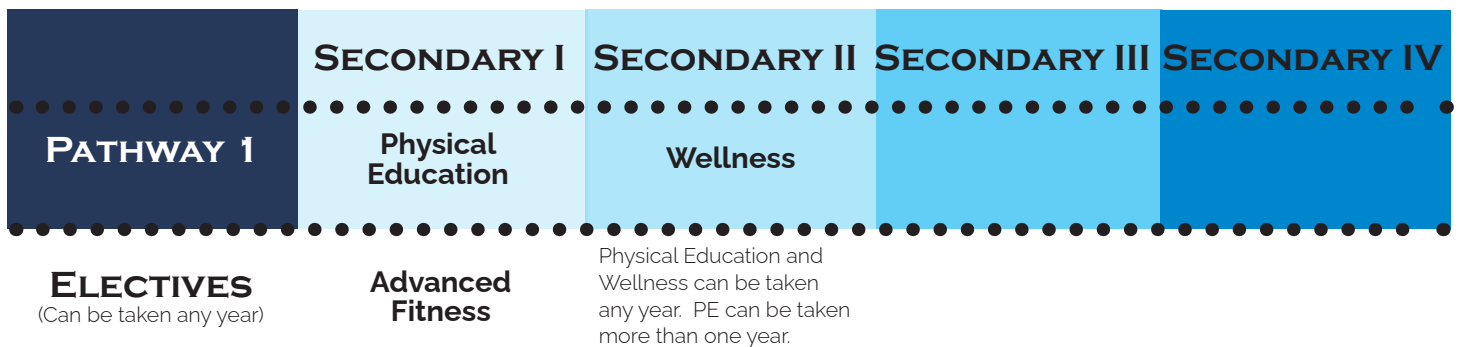 SECONDARY I SECONDARY II SECONDARY III SECONDARY IV
PATHWAY 1
Physical
Education
Wellness
ELECTIVES
(Can be taken any year)
Advanced
Fitness
Physical Education and
Wellness can be taken
any year. PE can be taken
more than one year.